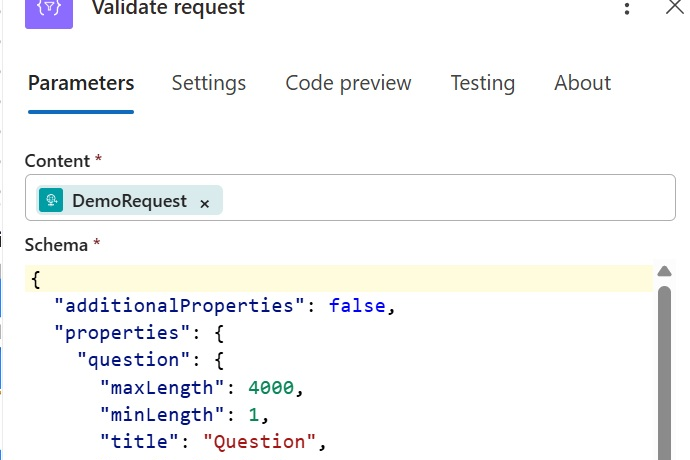 Validate request
Parameters Settings Code preview Testing About
Content *
DemoRequest ×
Schema *
{
"additionalProperties": false,
"properties": {
"question": {
"maxLength": 4000,
"minLength": 1,
"title": "Question",